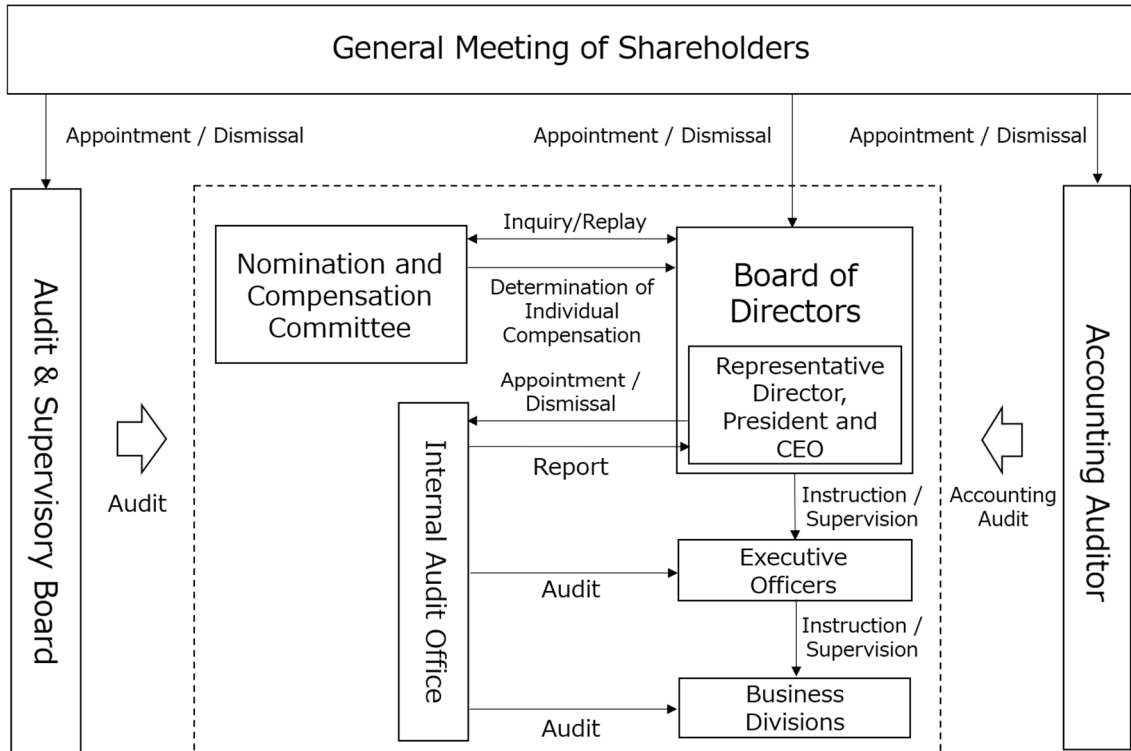 General Meeting of Shareholders
Appointment / Dismissal
Appointment / Dismissal
Appointment / Dismissal
Audit & Supervisory Board
Audit
Nomination and
Compensation
Committee
Inquiry/Replay
Determination of
Individual
Compensation
Board of
Directors
Representative
Director,
President and
CEO
Appointment /
Dismissal
Report
Internal Audit Office
Instruction /
Supervision
Executive
Officers
Audit
Instruction /
Supervision
Business
Divisions
Audit
Accounting
Audit
Accounting Auditor